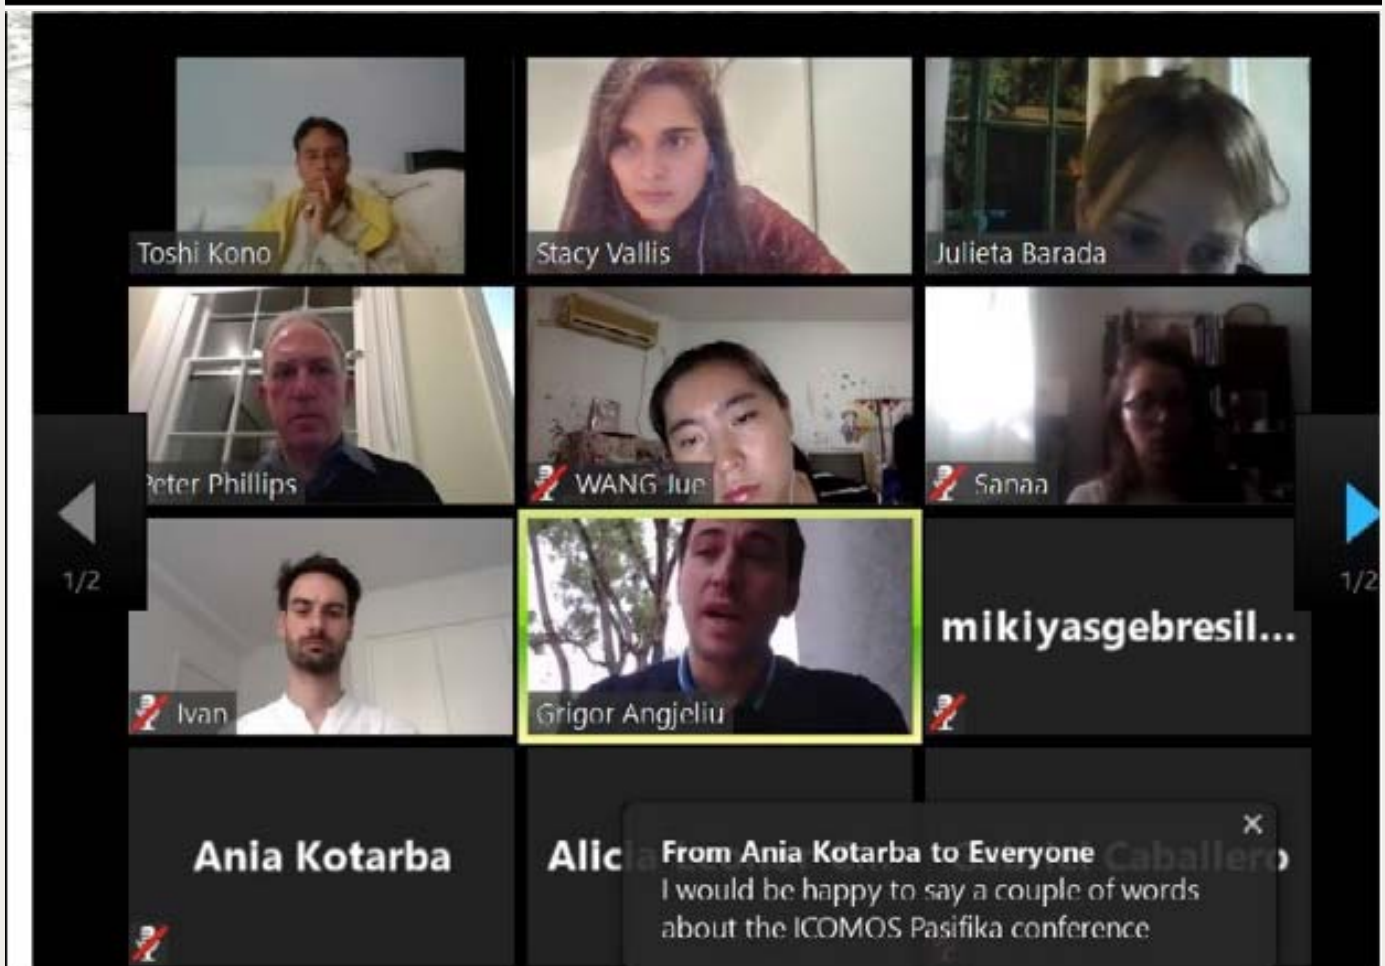 Toshi Kono
Stacy Vallis
Julieta Barada
Peter Phillips
WANG Jue
Sanaa
1/2
1/2
Ivan
Grigor Angjeliu
mikiyasgebresil...
Ania Kotarba
Alic
Caballero
From Ania Kotarba to Everyone
I would be happy to say a couple of words
about the ICOMOS Pasifika conference